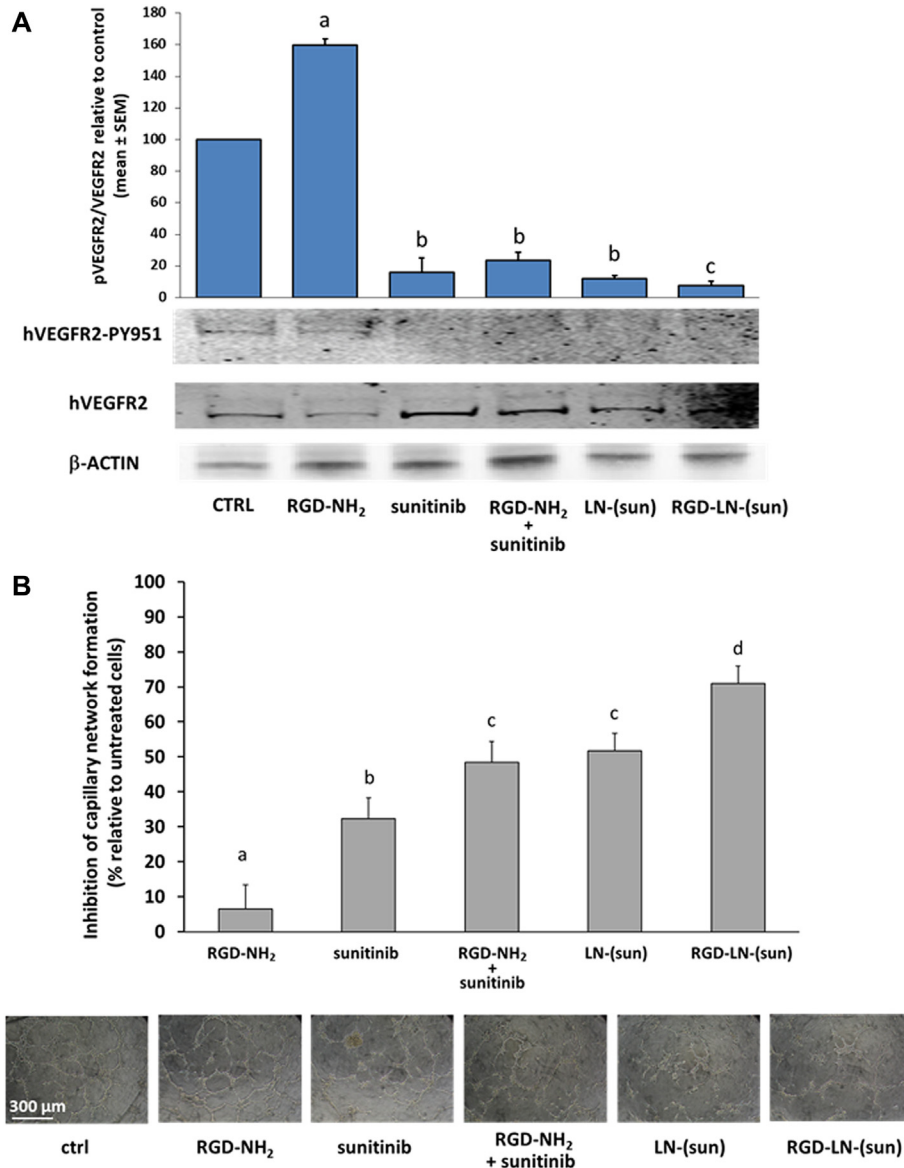 A
pVEGFR2/VEGFR2 relative to control
(mean ± SEM)
180
160
140
120
100
80
60
40
20
0
a
b
b
b
c
hVEGFR2-PY951
hVEGFR2
β-ACTIN
CTRL
RGD-NH₂
sunitinib
RGD-NH₂
+
sunitinib
LN-(sun)
RGD-LN-(sun)
B
Inhibition of capillary network formation
(% relative to untreated cells)
100
90
80
70
60
50
40
30
20
10
0
a
b
c
c
d
RGD-NH₂
sunitinib
RGD-NH₂
+
sunitinib
LN-(sun)
RGD-LN-(sun)
300 µm
ctrl
RGD-NH₂
sunitinib
RGD-NH₂
+ sunitinib
LN-(sun)
RGD-LN-(sun)